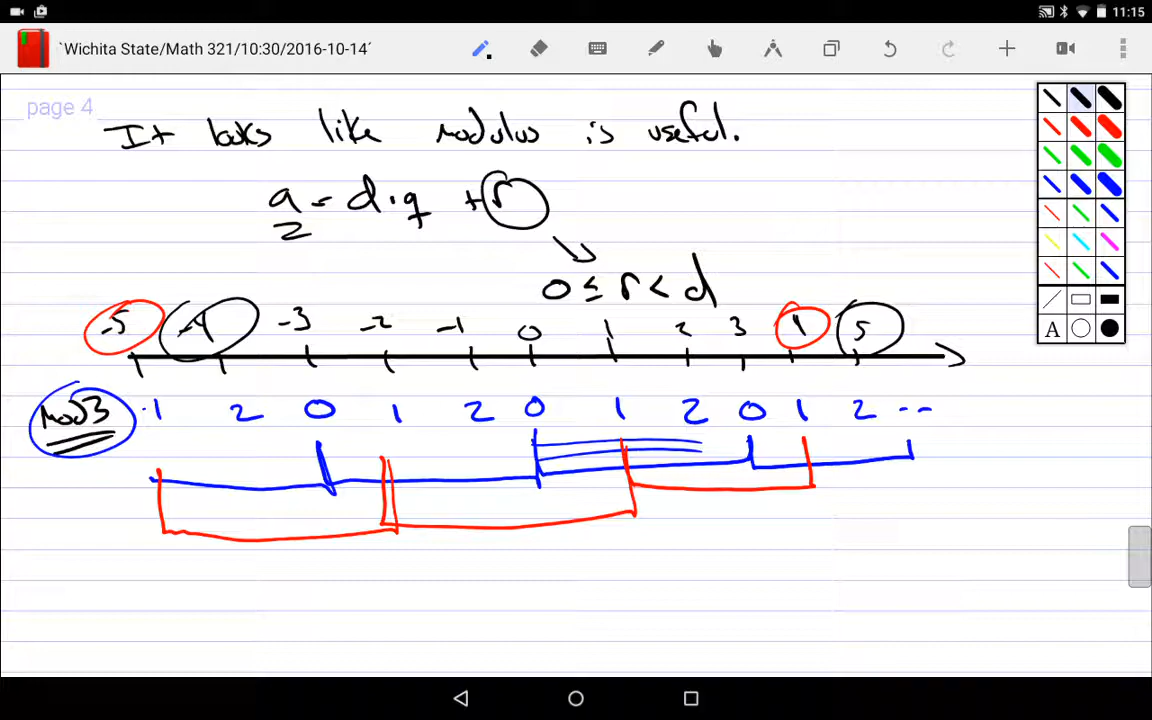 11:15
`Wichita State/Math 321/10:30/2016-10-14´
page 4
It looks like modulus is useful.
a = d·q + r
0 ≤ r < d
-5 -4 -3 -2 -1 0 1 2 3 4 5
mod 3 1 2 0 1 2 0 1 2 0 1 2 --
A